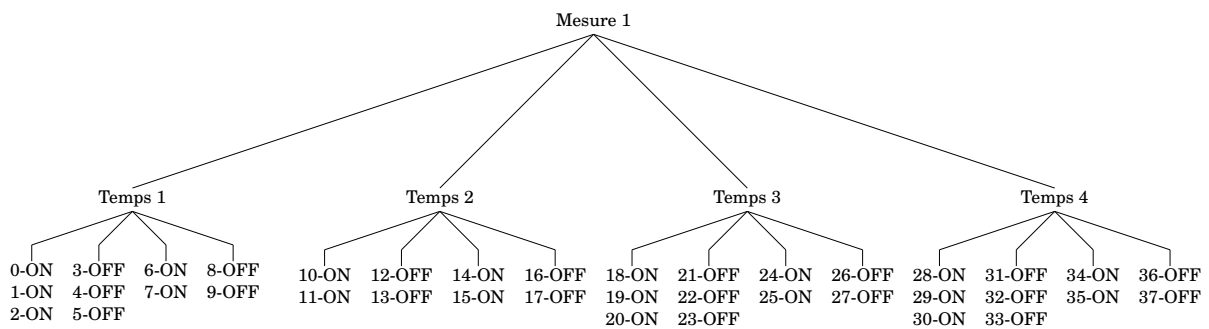 Mesure 1
Temps 1 Temps 2 Temps 3 Temps 4
0-ON 3-OFF 6-ON 8-OFF 10-ON 12-OFF 14-ON 16-OFF 18-ON 21-OFF 24-ON 26-OFF 28-ON 31-OFF 34-ON 36-OFF
1-ON 4-OFF 7-ON 9-OFF 11-ON 13-OFF 15-ON 17-OFF 19-ON 22-OFF 25-ON 27-OFF 29-ON 32-OFF 35-ON 37-OFF
2-ON 5-OFF 20-ON 23-OFF 30-ON 33-OFF